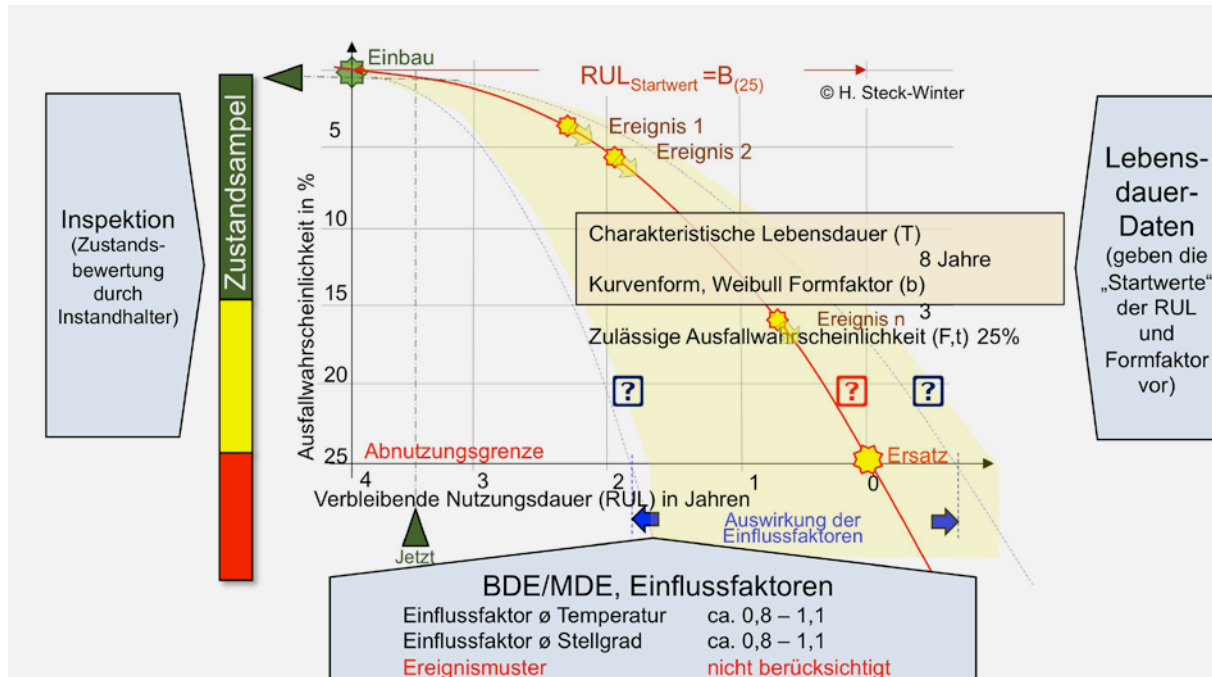 Einbau
RUL Startwert =B(25)
© H. Steck-Winter
Zustandsampel
Ausfallwahrscheinlichkeit in %
5
10
15
20
25
Ereignis 1
Ereignis 2
Inspektion
(Zustands-
bewertung
durch
Instandhalter)
Lebens-
dauer-
Daten
(geben die
„Startwerte“
der RUL
und
Formfaktor
vor)
Charakteristische Lebensdauer (T)
8 Jahre
Kurvenform, Weibull Formfaktor (b)
3
Ereignis n
Zulässige Ausfallwahrscheinlichkeit (F,t) 25%
? ? ?
Abnutzungsgrenze
Ersatz
4 3 2 1 0
Verbleibende Nutzungsdauer (RUL) in Jahren
Auswirkung der
Einflussfaktoren
Jetzt
BDE/MDE, Einflussfaktoren
Einflussfaktor ø Temperatur ca. 0,8 – 1,1
Einflussfaktor ø Stellgrad ca. 0,8 – 1,1
Ereignismuster nicht berücksichtigt